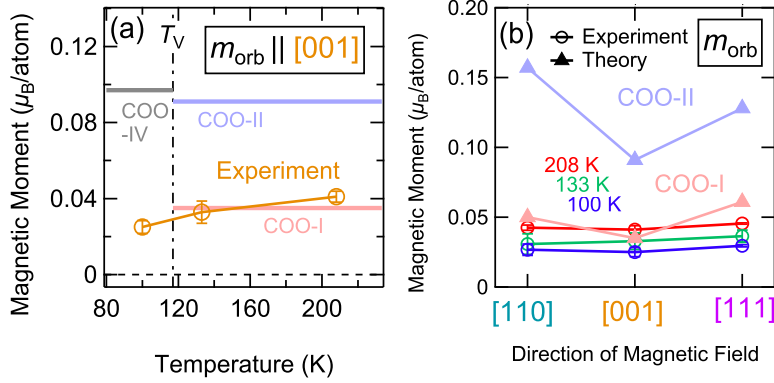 (a)
T_V
m_orb || [001]
0.12
0.08
0.04
0
Magnetic Moment (μ_B/atom)
COO
-IV
COO-II
Experiment
COO-I
80
120
160
200
Temperature (K)
(b)
Experiment
Theory
m_orb
0.20
0.15
0.10
0.05
0
Magnetic Moment (μ_B/atom)
COO-II
208 K
133 K
100 K
COO-I
[110]
[001]
[111]
Direction of Magnetic Field